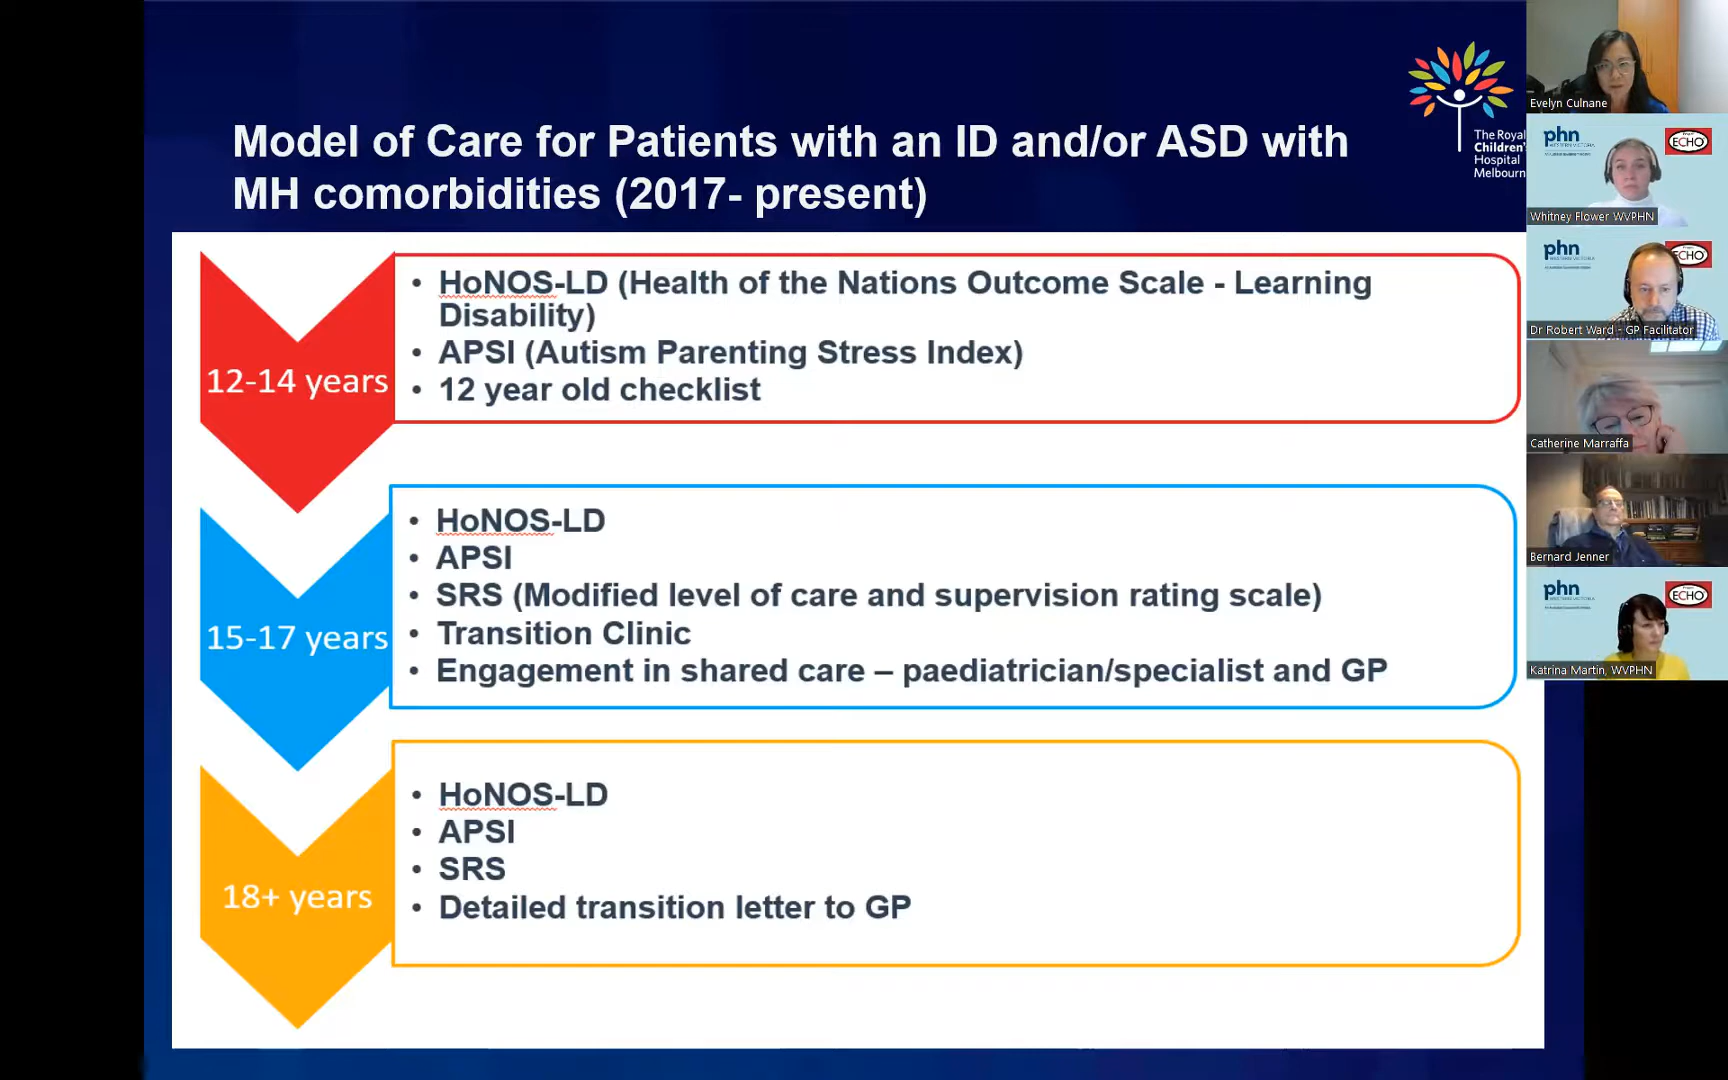 Model of Care for Patients with an ID and/or ASD with
MH comorbidities (2017- present)
The Royal
Children's
Hospital
Melbourne
12-14 years
• HoNOS-LD (Health of the Nations Outcome Scale - Learning
Disability)
• APSI (Autism Parenting Stress Index)
• 12 year old checklist
15-17 years
• HoNOS-LD
• APSI
• SRS (Modified level of care and supervision rating scale)
• Transition Clinic
• Engagement in shared care – paediatrician/specialist and GP
18+ years
• HoNOS-LD
• APSI
• SRS
• Detailed transition letter to GP
Evelyn Culnane
phn
WESTERN VICTORIA
ECHO
Whitney Flower WVPHN
phn
ECHO
Dr Robert Ward - GP Facilitator
Catherine Marraffa
Bernard Jenner
phn
ECHO
Katrina Martin, WVPHN